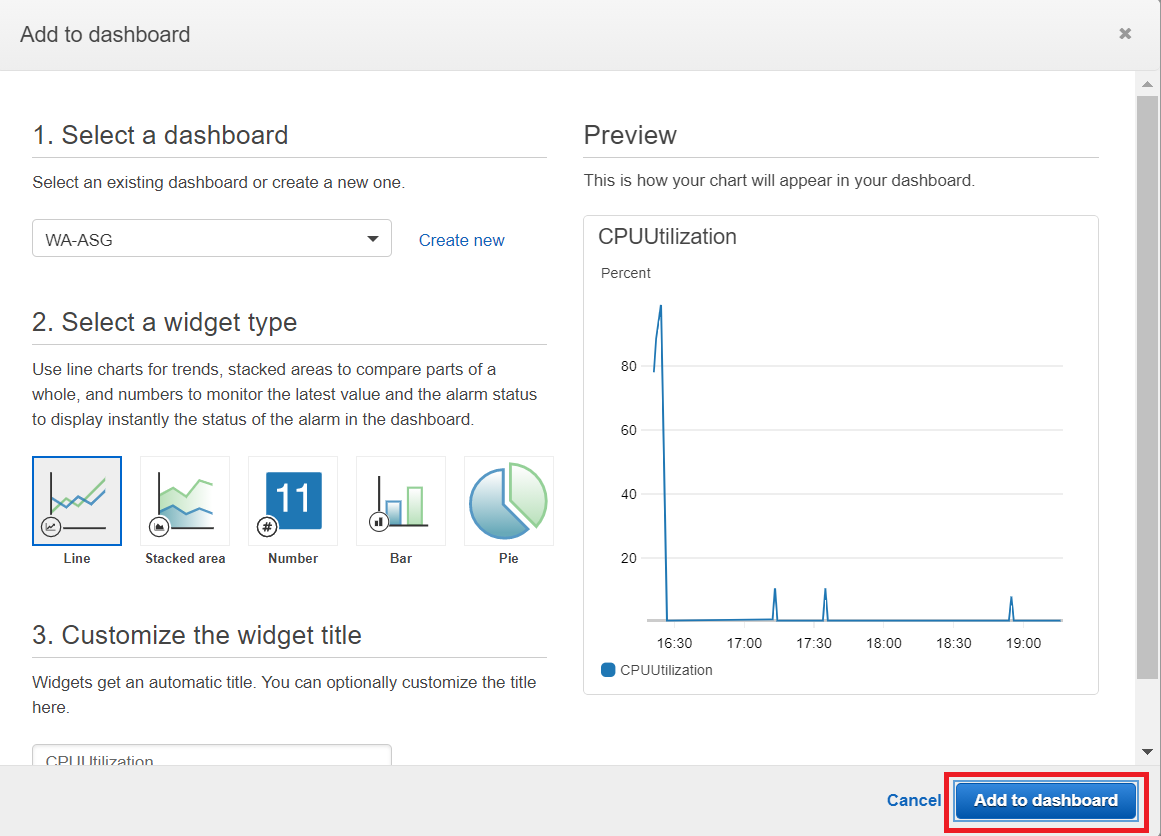 Add to dashboard
1. Select a dashboard
Select an existing dashboard or create a new one.
WA-ASG
Create new
2. Select a widget type
Use line charts for trends, stacked areas to compare parts of a
whole, and numbers to monitor the latest value and the alarm status
to display instantly the status of the alarm in the dashboard.
11
#
Line
Stacked area
Number
Bar
Pie
3. Customize the widget title
Widgets get an automatic title. You can optionally customize the title
here.
CPUUtilization
Preview
This is how your chart will appear in your dashboard.
CPUUtilization
Percent
80
60
40
20
16:30 17:00 17:30 18:00 18:30 19:00
CPUUtilization
Cancel
Add to dashboard